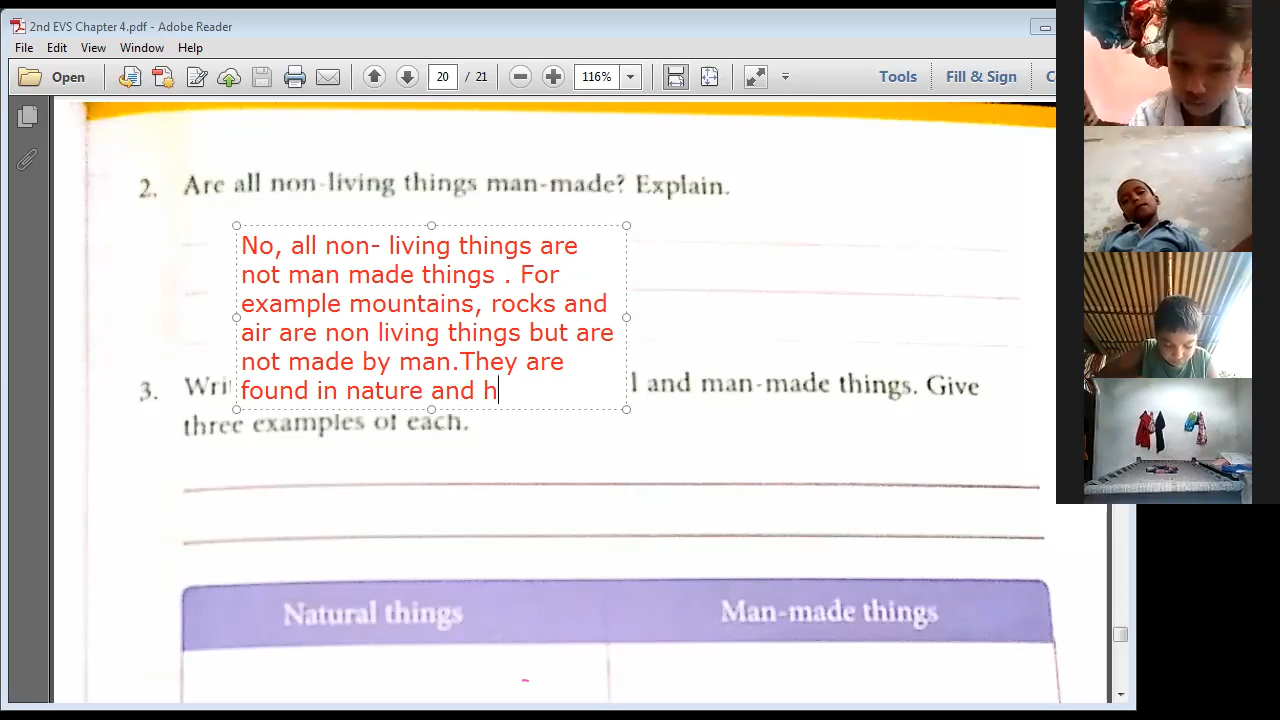 2nd EVS Chapter 4.pdf - Adobe Reader
File Edit View Window Help
Open 20 / 21 116% Tools Fill & Sign
2. Are all non-living things man-made? Explain.
No, all non- living things are
not man made things . For
example mountains, rocks and
air are non living things but are
not made by man.They are
found in nature and h
3. and man-made things. Give
three examples of each.
Natural things Man-made things